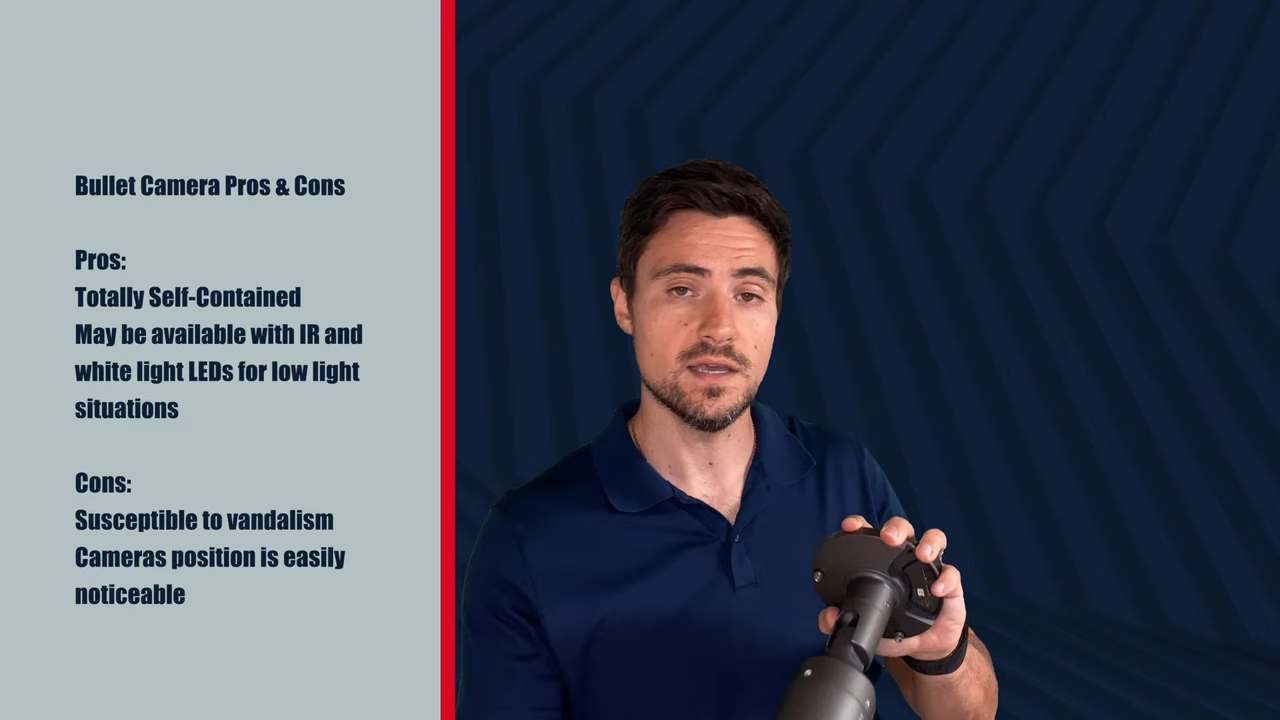 Bullet Camera Pros & Cons
Pros:
Totally Self-Contained
May be available with IR and
white light LEDs for low light
situations
Cons:
Susceptible to vandalism
Cameras position is easily
noticeable